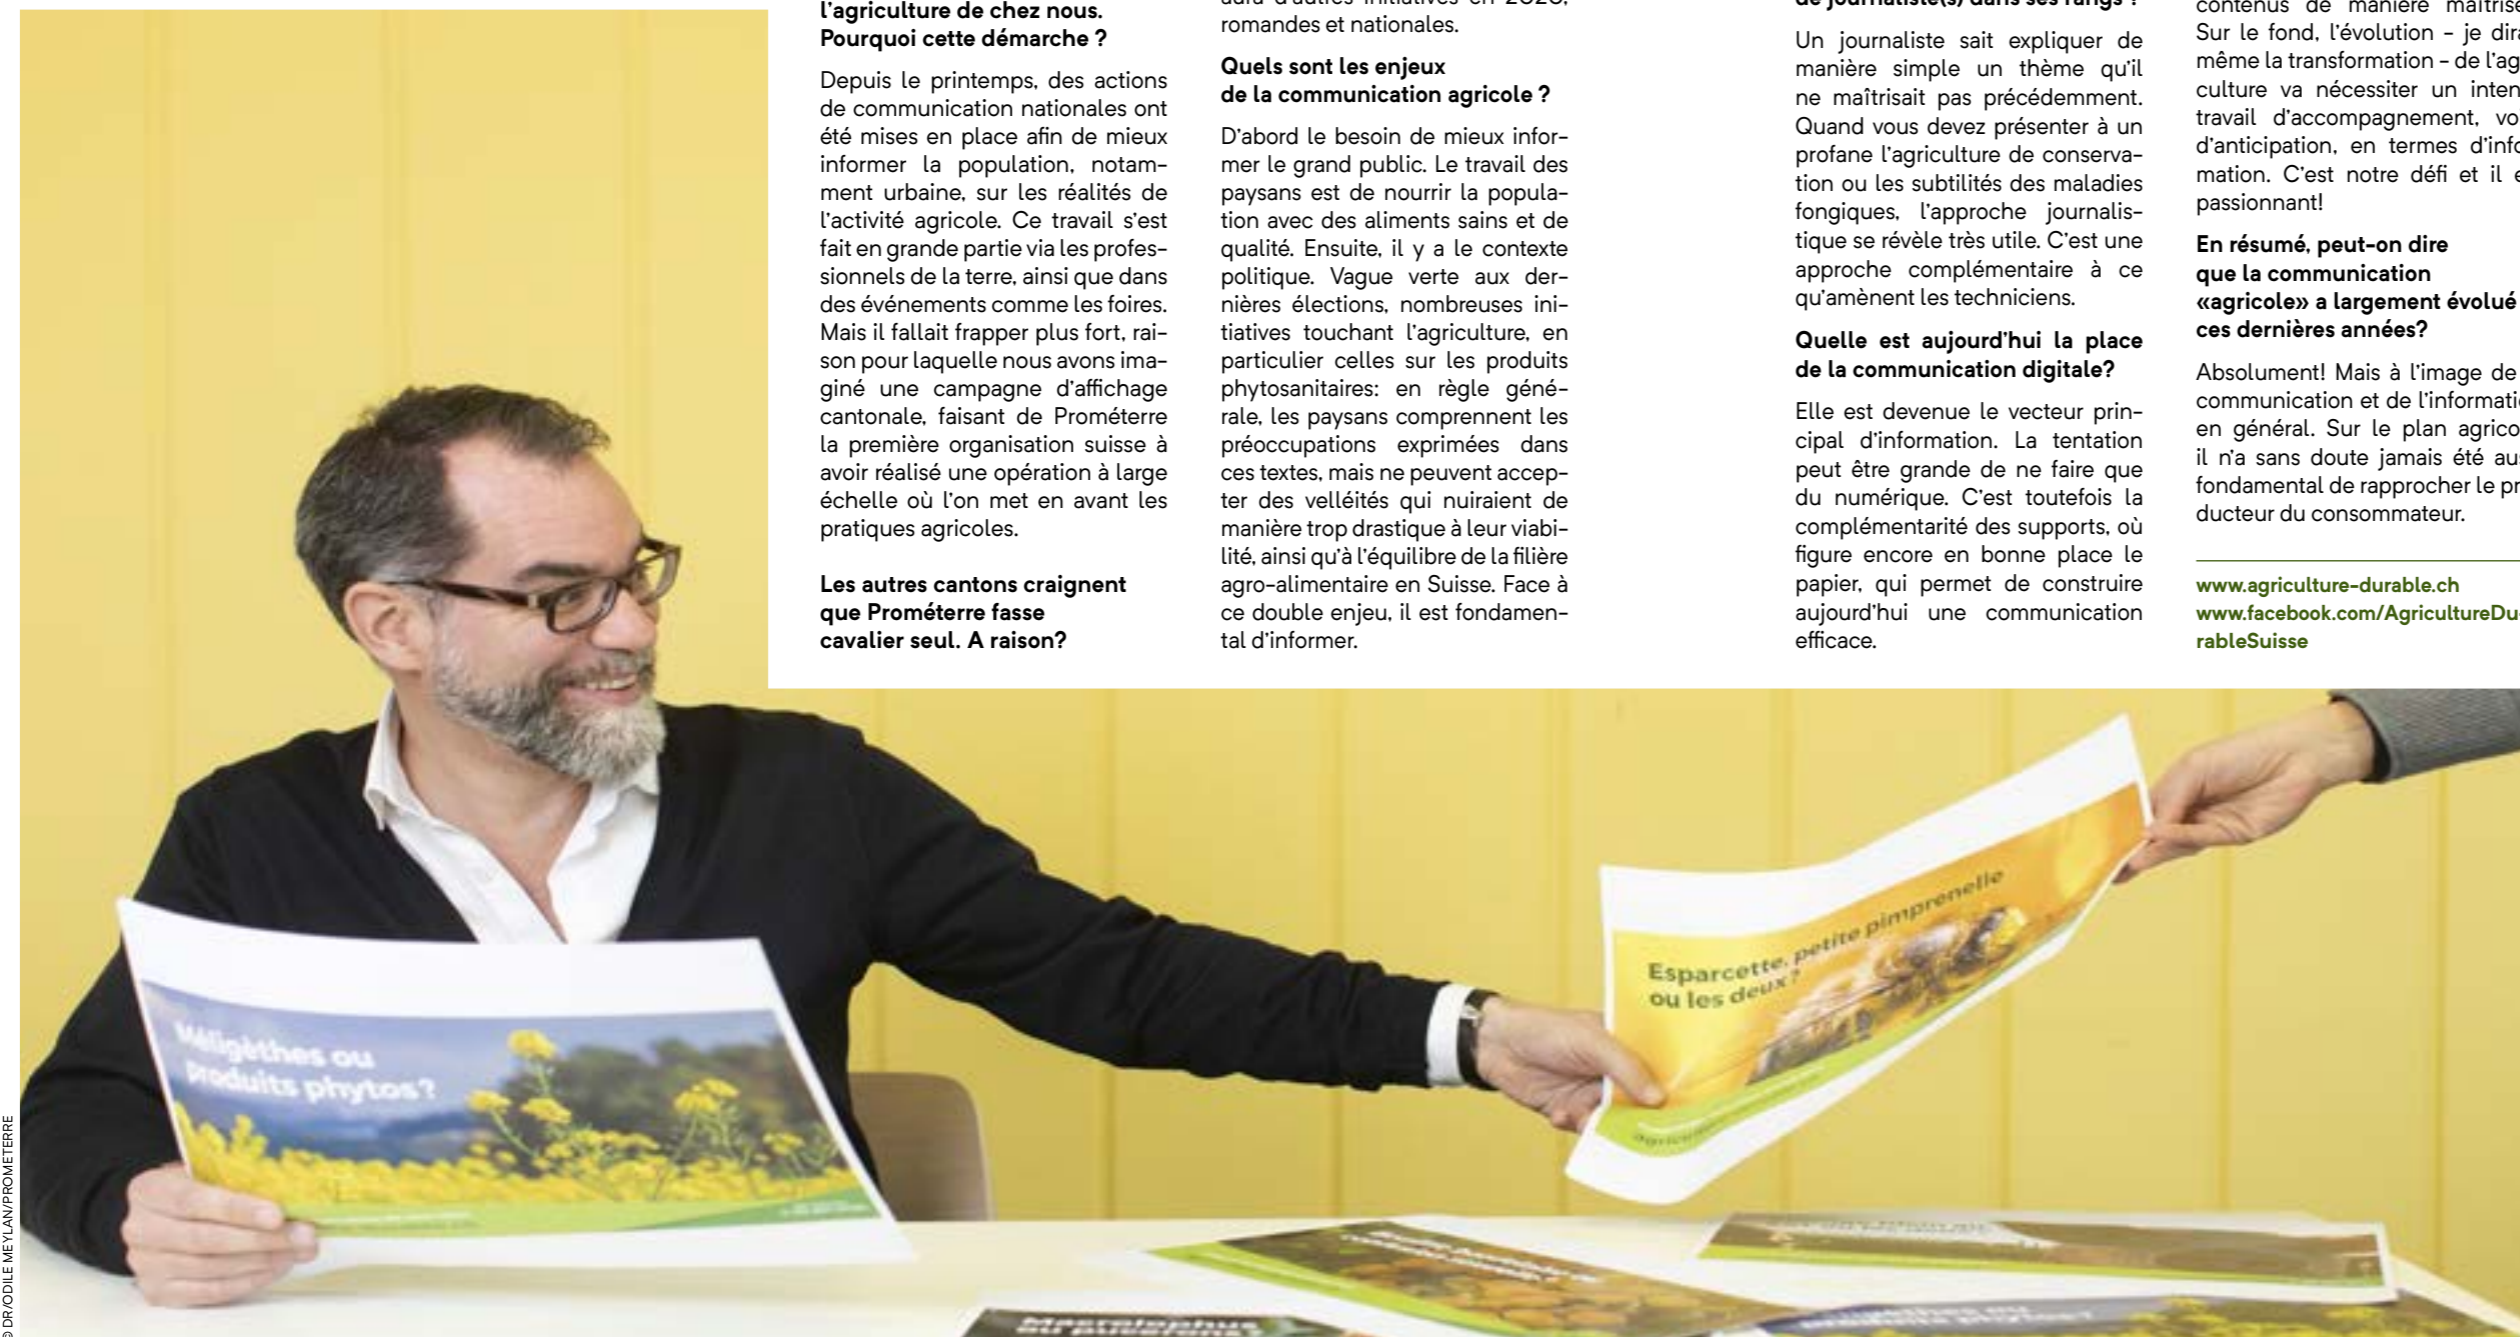 l'agriculture de chez nous.
Pourquoi cette démarche ?
Depuis le printemps, des actions
de communication nationales ont
été mises en place afin de mieux
informer la population, notam-
ment urbaine, sur les réalités de
l'activité agricole. Ce travail s'est
fait en grande partie via les profes-
sionnels de la terre, ainsi que dans
des événements comme les foires.
Mais il fallait frapper plus fort, rai-
son pour laquelle nous avons ima-
giné une campagne d'affichage
cantonale, faisant de Prométerre
la première organisation suisse à
avoir réalisé une opération à large
échelle où l'on met en avant les
pratiques agricoles.
Les autres cantons craignent
que Prométerre fasse
cavalier seul. A raison?
aura d'autres initiatives en 2020,
romandes et nationales.
Quels sont les enjeux
de la communication agricole ?
D'abord le besoin de mieux infor-
mer le grand public. Le travail des
paysans est de nourrir la popula-
tion avec des aliments sains et de
qualité. Ensuite, il y a le contexte
politique. Vague verte aux der-
nières élections, nombreuses ini-
tiatives touchant l'agriculture, en
particulier celles sur les produits
phytosanitaires: en règle géné-
rale, les paysans comprennent les
préoccupations exprimées dans
ces textes, mais ne peuvent accep-
ter des velléités qui nuiraient de
manière trop drastique à leur viabi-
lité, ainsi qu'à l'équilibre de la filière
agro-alimentaire en Suisse. Face à
ce double enjeu, il est fondamen-
tal d'informer.
de journaliste(s) dans ses rangs ?
Un journaliste sait expliquer de
manière simple un thème qu'il
ne maîtrisait pas précédemment.
Quand vous devez présenter à un
profane l'agriculture de conserva-
tion ou les subtilités des maladies
fongiques, l'approche journalis-
tique se révèle très utile. C'est une
approche complémentaire à ce
qu'amènent les techniciens.
Quelle est aujourd'hui la place
de la communication digitale?
Elle est devenue le vecteur prin-
cipal d'information. La tentation
peut être grande de ne faire que
du numérique. C'est toutefois la
complémentarité des supports, où
figure encore en bonne place le
papier, qui permet de construire
aujourd'hui une communication
efficace.
contenus de manière maîtrisé
Sur le fond, l'évolution – je dira
même la transformation – de l'ag
culture va nécessiter un inten
travail d'accompagnement, vo
d'anticipation, en termes d'info
mation. C'est notre défi et il e
passionnant!
En résumé, peut-on dire
que la communication
«agricole» a largement évolué
ces dernières années?
Absolument! Mais à l'image de
communication et de l'informati
en général. Sur le plan agrico
il n'a sans doute jamais été au
fondamental de rapprocher le pr
ducteur du consommateur.
www.agriculture-durable.ch
www.facebook.com/AgricultureDu
rableSuisse
Esparcette, petite pimprenelle
ou les deux?
Méligèthes ou
produits phytos?
Macrolophus
ou pucerons?
© DR/ODILE MEYLAN/PROMETERRE